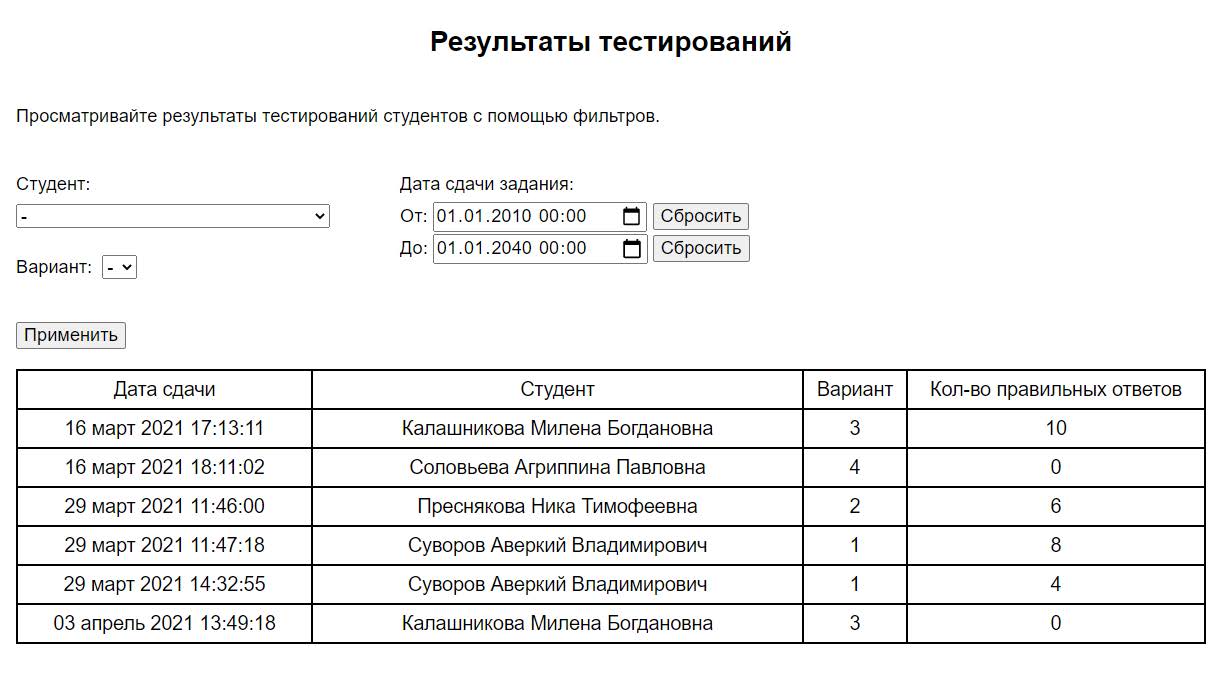 Результаты тестирований
Просматривайте результаты тестирований студентов с помощью фильтров.
Студент:
-
Вариант: -
Дата сдачи задания:
От: 01.01.2010 00:00 Сбросить
До: 01.01.2040 00:00 Сбросить
Применить
Дата сдачи Студент Вариант Кол-во правильных ответов
16 март 2021 17:13:11 Калашникова Милена Богдановна 3 10
16 март 2021 18:11:02 Соловьева Агриппина Павловна 4 0
29 март 2021 11:46:00 Преснякова Ника Тимофеевна 2 6
29 март 2021 11:47:18 Суворов Аверкий Владимирович 1 8
29 март 2021 14:32:55 Суворов Аверкий Владимирович 1 4
03 апрель 2021 13:49:18 Калашникова Милена Богдановна 3 0